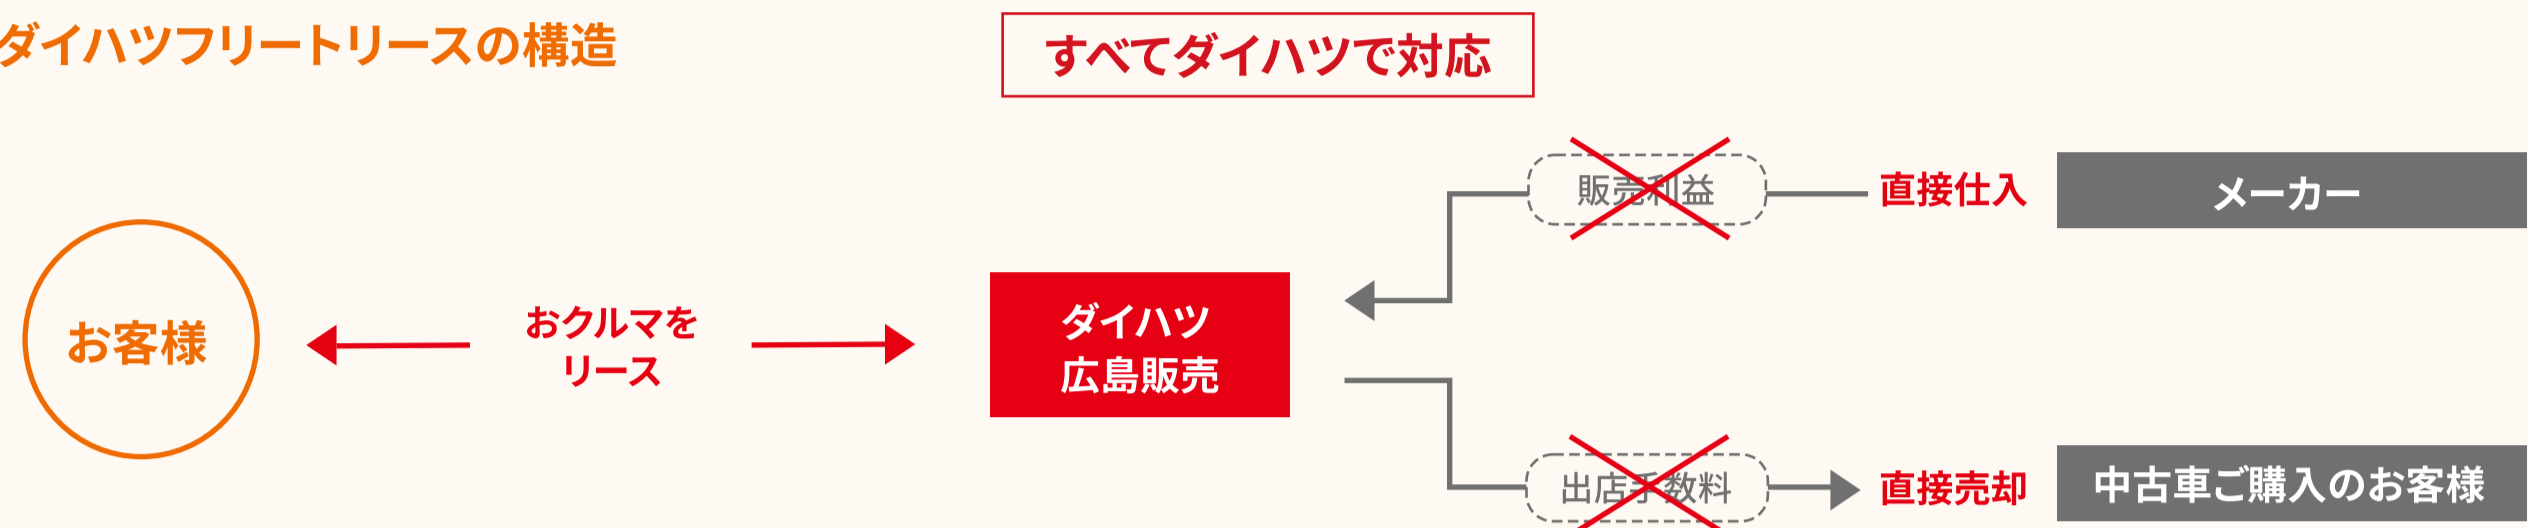 ダイハツフリートリースの構造
すべてダイハツで対応
販売利益
直接仕入
メーカー
お客様
おクルマを
リース
ダイハツ
広島販売
出店手数料
直接売却
中古車ご購入のお客様